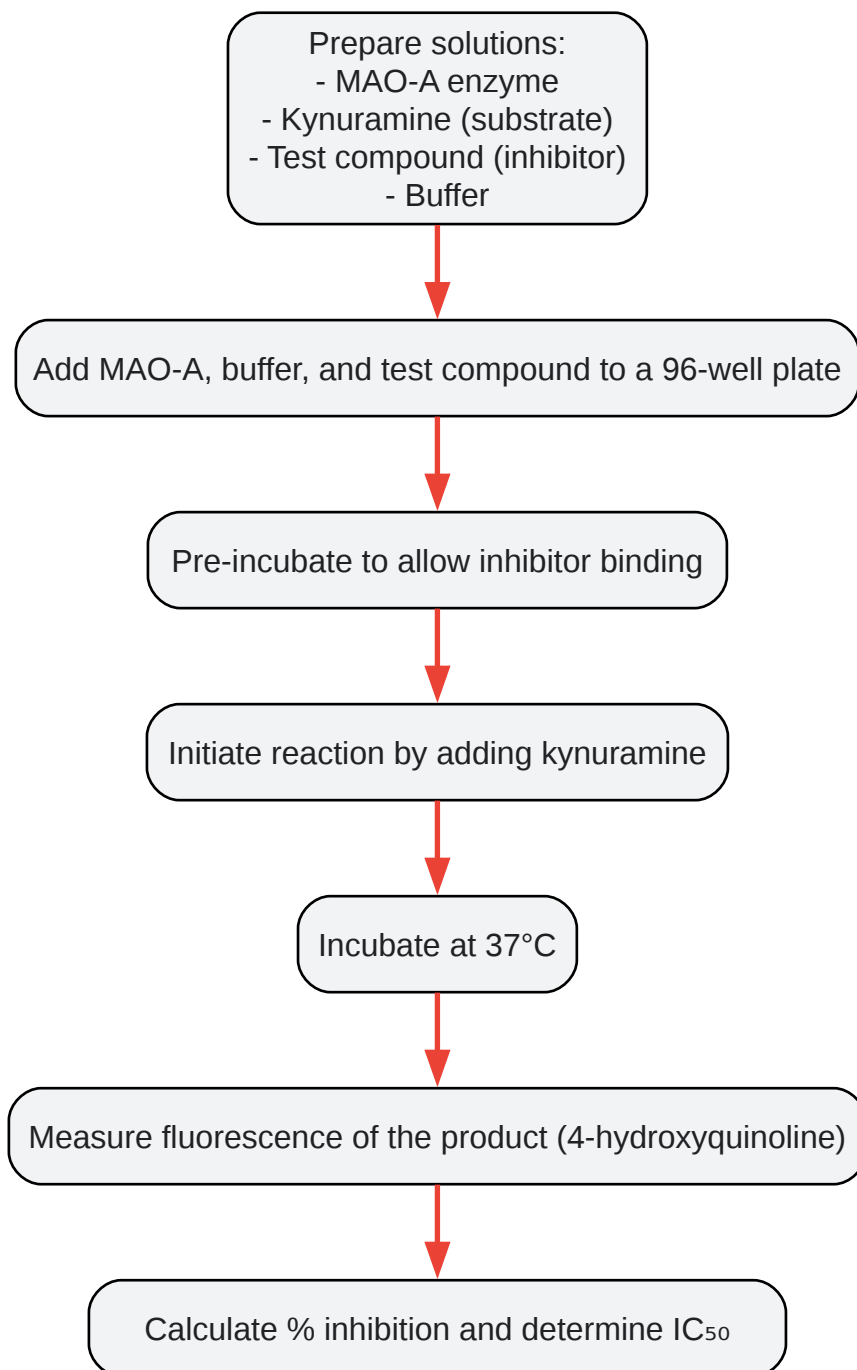 Prepare solutions:
- MAO-A enzyme
- Kynuramine (substrate)
- Test compound (inhibitor)
- Buffer
Add MAO-A, buffer, and test compound to a 96-well plate
Pre-incubate to allow inhibitor binding
Initiate reaction by adding kynuramine
Incubate at 37°C
Measure fluorescence of the product (4-hydroxyquinoline)
Calculate % inhibition and determine IC₅₀